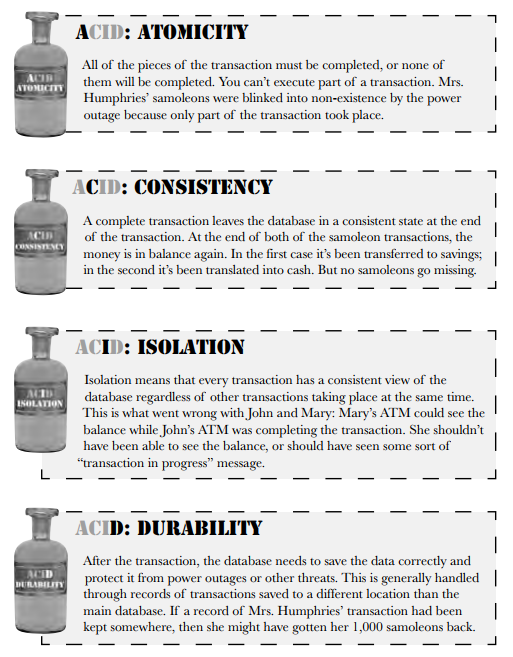 ACID
ATOMICITY
ACID: ATOMICITY
All of the pieces of the transaction must be completed, or none of
them will be completed. You can't execute part of a transaction. Mrs.
Humphries' samoleons were blinked into non-existence by the power
outage because only part of the transaction took place.
ACID
CONSISTENCY
ACID: CONSISTENCY
A complete transaction leaves the database in a consistent state at the end
of the transaction. At the end of both of the samoleon transactions, the
money is in balance again. In the first case it's been transferred to savings;
in the second it's been translated into cash. But no samoleons go missing.
ACID
ISOLATION
ACID: ISOLATION
Isolation means that every transaction has a consistent view of the
database regardless of other transactions taking place at the same time.
This is what went wrong with John and Mary: Mary's ATM could see the
balance while John's ATM was completing the transaction. She shouldn't
have been able to see the balance, or should have seen some sort of
“transaction in progress” message.
ACID
DURABILITY
ACID: DURABILITY
After the transaction, the database needs to save the data correctly and
protect it from power outages or other threats. This is generally handled
through records of transactions saved to a different location than the
main database. If a record of Mrs. Humphries' transaction had been
kept somewhere, then she might have gotten her 1,000 samoleons back.